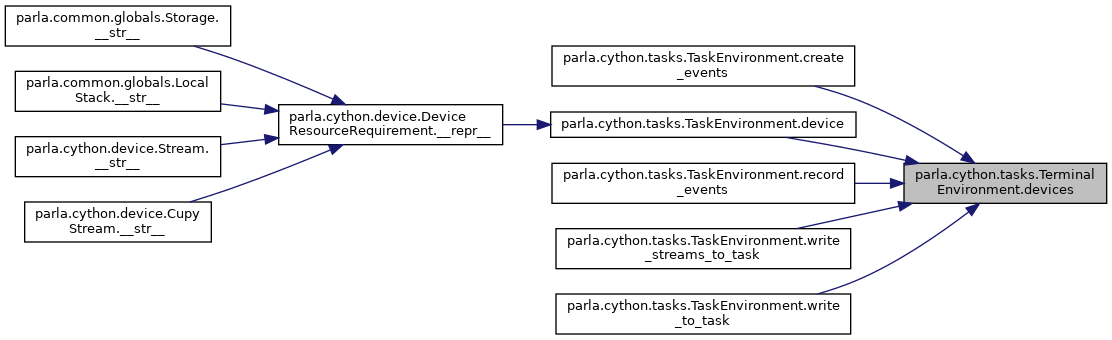 parla.common.globals.Storage.
__str__
parla.common.globals.Local
Stack.__str__
parla.cython.device.Stream.
__str__
parla.cython.device.Cupy
Stream.__str__
parla.cython.device.Device
ResourceRequirement.__repr__
parla.cython.tasks.TaskEnvironment.create
_events
parla.cython.tasks.TaskEnvironment.device
parla.cython.tasks.TaskEnvironment.record
_events
parla.cython.tasks.TaskEnvironment.write
_streams_to_task
parla.cython.tasks.TaskEnvironment.write
_to_task
parla.cython.tasks.Terminal
Environment.devices